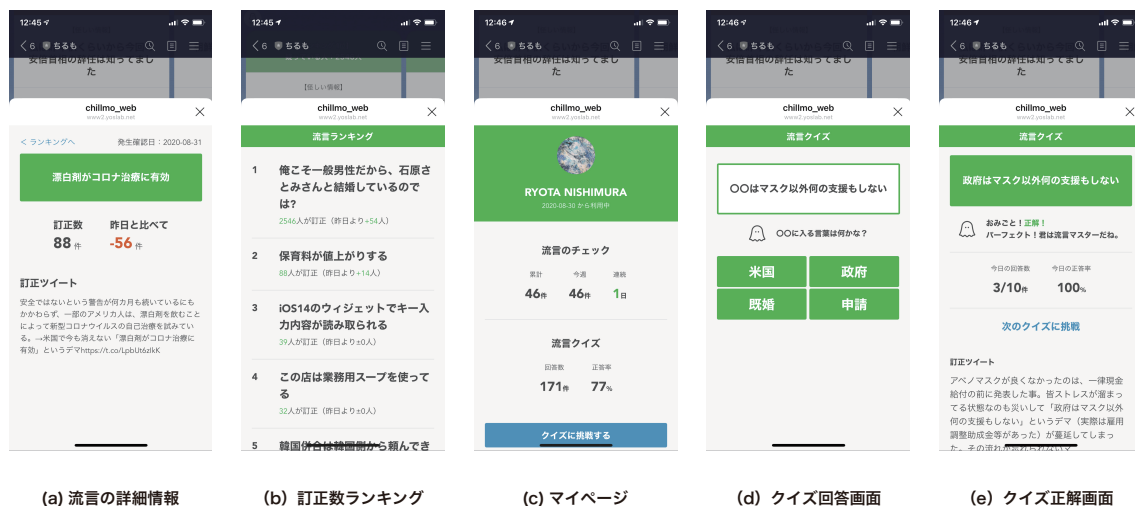 12:45
6 ちるも
安倍首相の辞任は知ってまし
た
chillmo_web
www2.yoslab.net
< ランキングへ
発生確認日：2020-08-31
漂白剤がコロナ治療に有効
訂正数
昨日と比べて
88 件
-56 件
訂正ツイート
安全ではないという警告が何カ月も続いているにも
かかわらず、一部のアメリカ人は、漂白剤を飲むこと
によって新型コロナウイルスの自己治療を試みてい
る。→米国で今も消えない「漂白剤がコロナ治療に
有効」というデマhttps://t.co/LpbUt6zIkK
(a) 流言の詳細情報
12:45
6 ちるも
【怪しい情報】
chillmo_web
www2.yoslab.net
流言ランキング
1 俺こそ一般男性だから、石原さ
とみさんと結婚しているので
は?
2546人が訂正（昨日より+54人）
2 保育料が値上がりする
88人が訂正（昨日より+14人）
3 iOS14のウィジェットでキー入
力内容が読み取られる
39人が訂正（昨日より±0人）
4 この店は業務用スープを使って
る
32人が訂正（昨日より±0人）
5 韓国併合は韓国側から頼んでき
（b）訂正数ランキング
12:46
6 ちるも
安倍首相の辞任は知ってまし
た
chillmo_web
www2.yoslab.net
RYOTA NISHIMURA
2020-08-30 から利用中
流言のチェック
累計 今週 連続
46件 46件 1日
流言クイズ
回答数 正答率
171件 77%
クイズに挑戦する
(c) マイページ
12:46
6 ちるも
安倍首相の辞任は知ってまし
た
chillmo_web
www2.yoslab.net
流言クイズ
〇〇はマスク以外何の支援もしない
〇〇に入る言葉は何かな？
米国 政府
既婚 申請
（d）クイズ回答画面
12:46
6 ちるも
安倍首相の辞任は知ってまし
た
chillmo_web
www2.yoslab.net
流言クイズ
政府はマスク以外何の支援もしない
おみごと！正解！
パーフェクト！君は流言マスターだね。
今日の回答数 今日の正答率
3/10件 100%
次のクイズに挑戦
訂正ツイート
アベノマスクが良くなかったのは、一律現金
給付の前に発表した事。皆ストレスが溜まっ
てる状態なのも災いして「政府はマスク以外
何の支援もしない」というデマ（実際は雇用
調整助成金等があった）が蔓延してしまっ
（e）クイズ正解画面